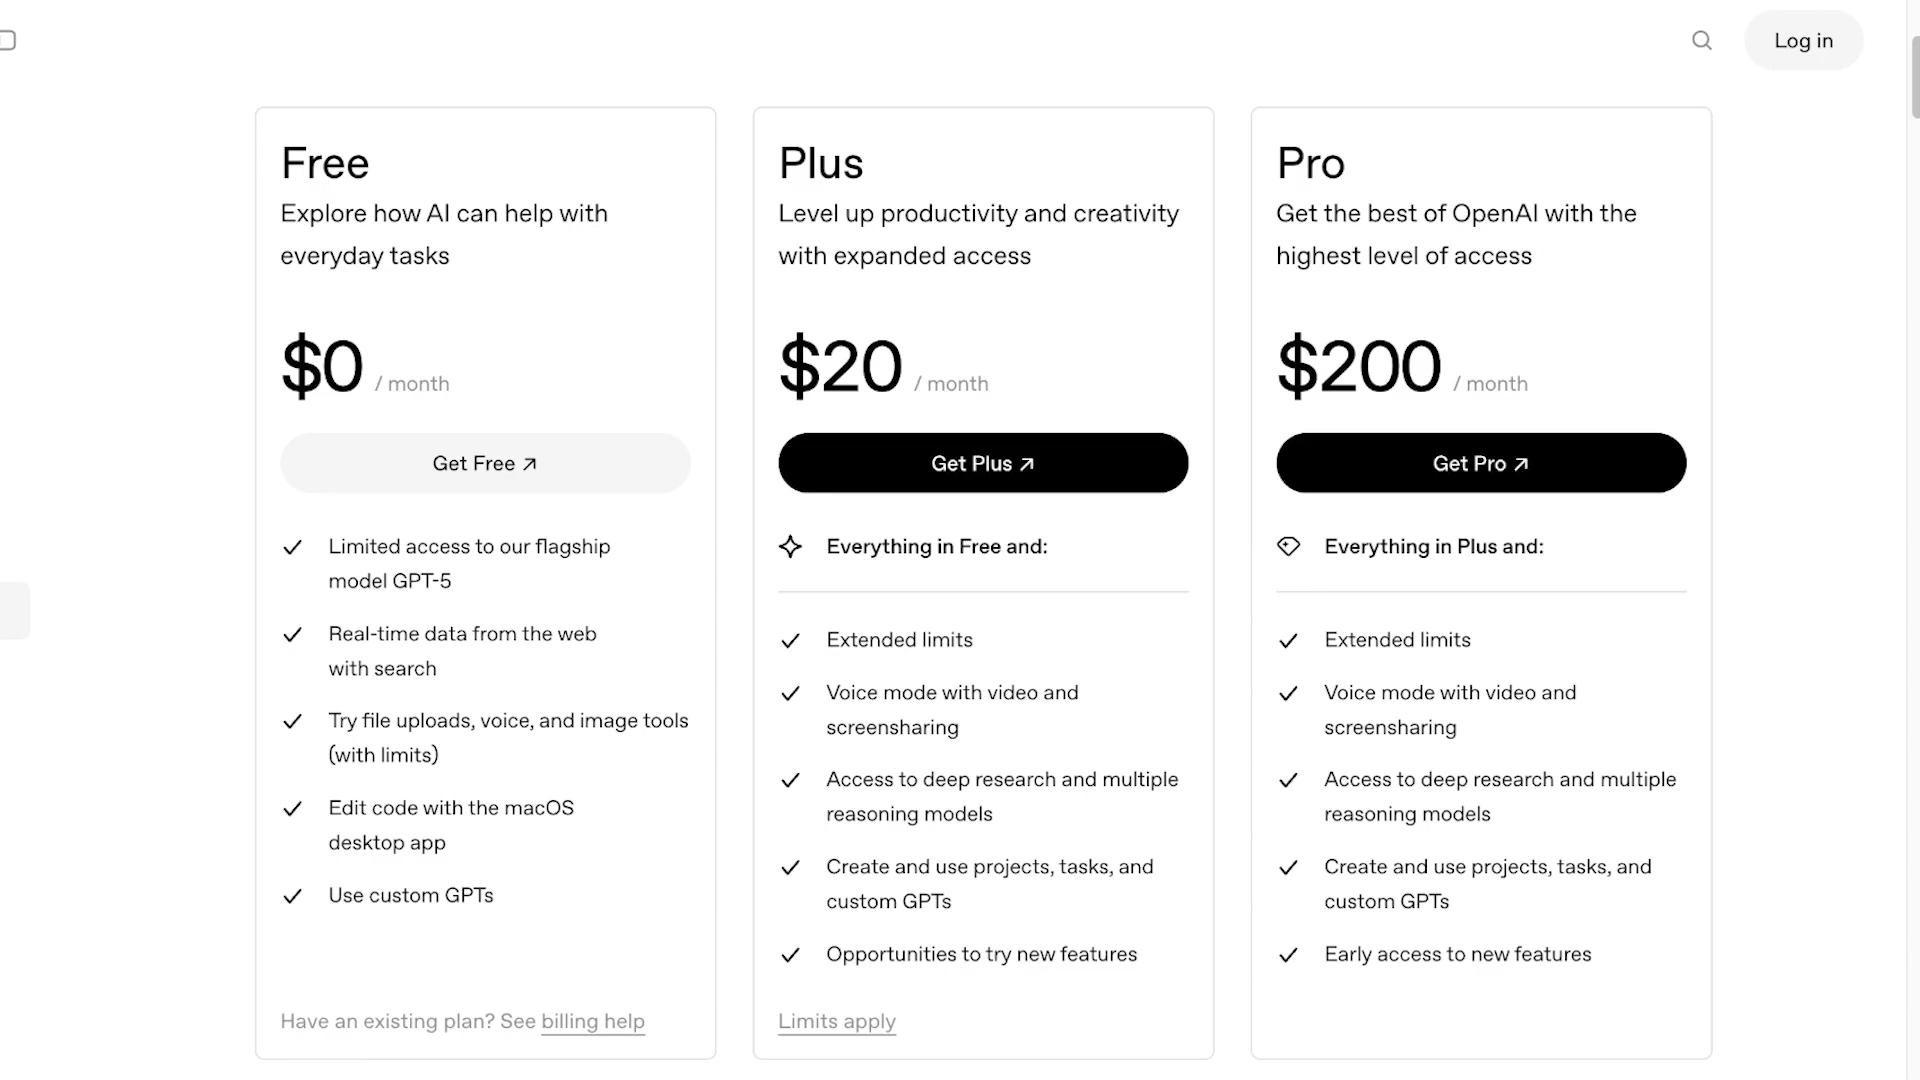 Log in
Free
Explore how AI can help with
everyday tasks
$0 / month
Get Free ↗
Limited access to our flagship
model GPT-5
Real-time data from the web
with search
Try file uploads, voice, and image tools
(with limits)
Edit code with the macOS
desktop app
Use custom GPTs
Have an existing plan? See billing help
Plus
Level up productivity and creativity
with expanded access
$20 / month
Get Plus ↗
Everything in Free and:
Extended limits
Voice mode with video and
screensharing
Access to deep research and multiple
reasoning models
Create and use projects, tasks, and
custom GPTs
Opportunities to try new features
Limits apply
Pro
Get the best of OpenAI with the
highest level of access
$200 / month
Get Pro ↗
Everything in Plus and:
Extended limits
Voice mode with video and
screensharing
Access to deep research and multiple
reasoning models
Create and use projects, tasks, and
custom GPTs
Early access to new features